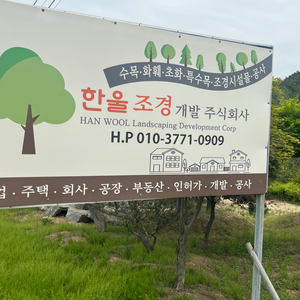 수목·화훼·초화·특수목·조경시설물·공사
한울 조경 개발 주식회사
HAN WOOL Landscaping Development Corp
H.P 010-3771-0909
업·주택·회사·공장·부동산·인허가·개발·공사